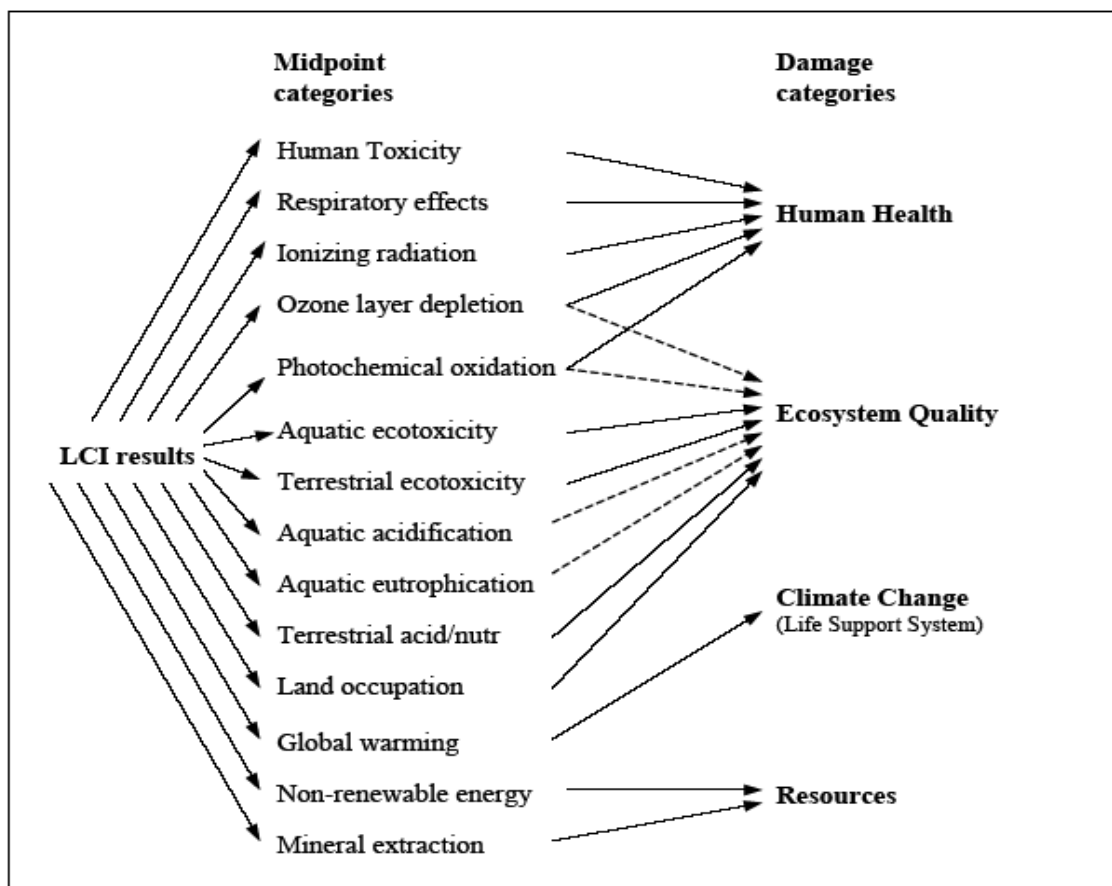 Midpoint
categories
Damage
categories
Human Toxicity
Respiratory effects
Human Health
Ionizing radiation
Ozone layer depletion
Photochemical oxidation
Aquatic ecotoxicity
Ecosystem Quality
LCI results
Terrestrial ecotoxicity
Aquatic acidification
Aquatic eutrophication
Climate Change
(Life Support System)
Terrestrial acid/nutr
Land occupation
Global warming
Non-renewable energy
Resources
Mineral extraction